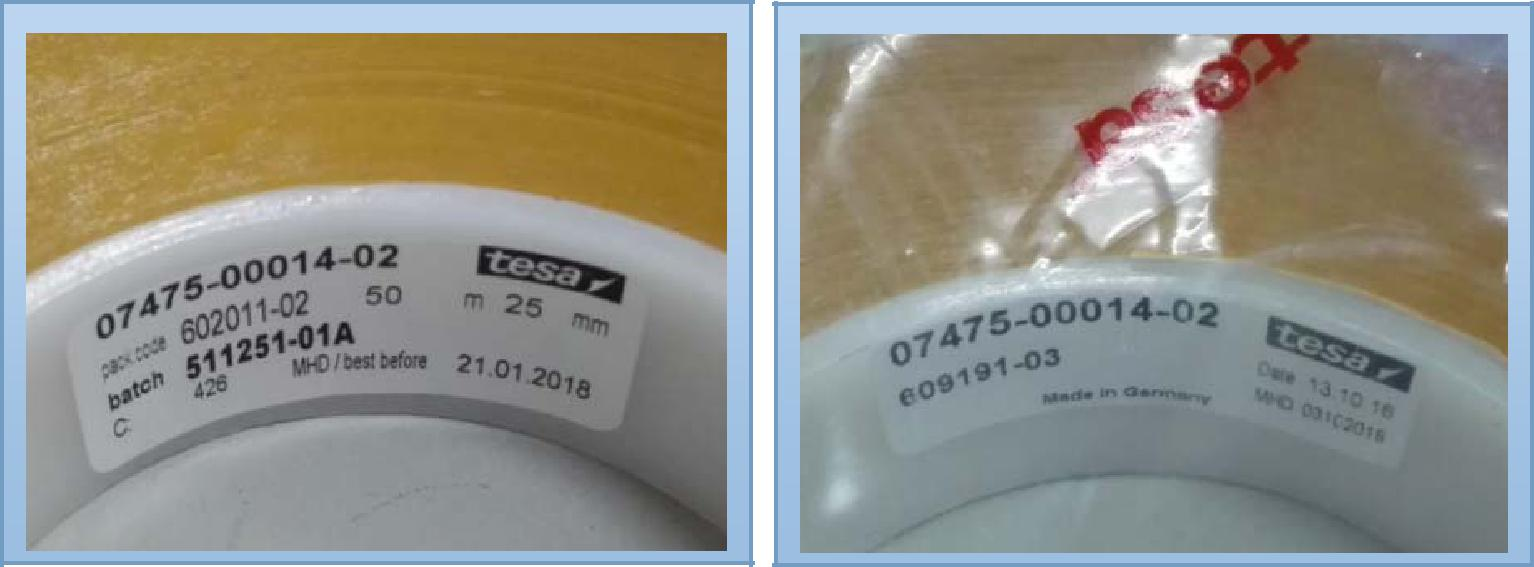 07475-00014-02
tesa
pack.code 602011-02 50 m 25 mm
batch 511251-01A
MHD / best before 21.01.2018
C: 426
tesa
07475-00014-02
tesa
609191-03
Date 13.10.16
Made in Germany
MHD 03102018